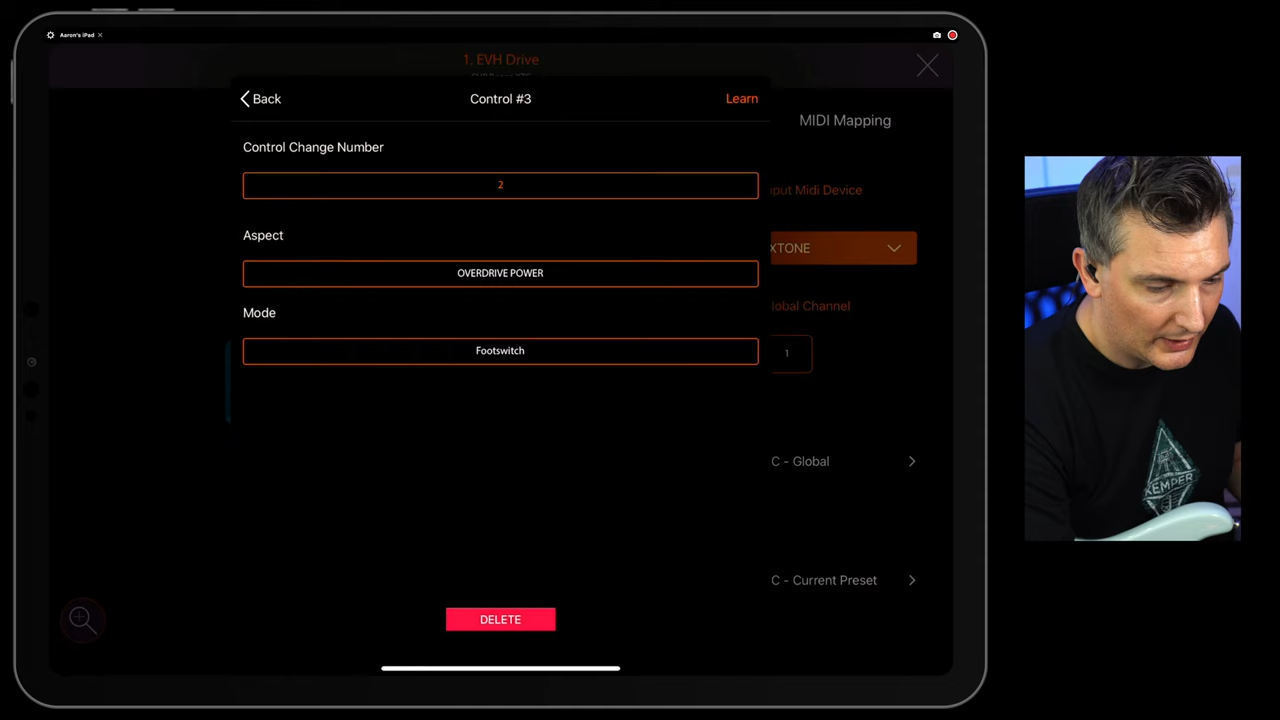 Aaron's iPad
1. EVH Drive
Back
Control #3
Learn
MIDI Mapping
Control Change Number
2
put Midi Device
Aspect
XTONE
OVERDRIVE POWER
lobal Channel
Mode
1
Footswitch
C - Global
KEMPER
C - Current Preset
DELETE